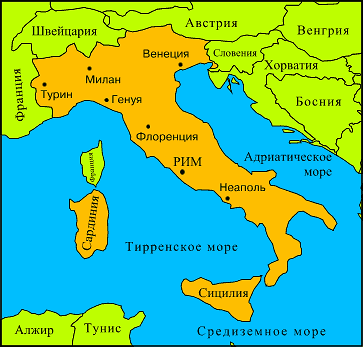 Швейцария
Австрия
Венгрия
Венеция
Словения
Хорватия
Милан
Франция
Турин
Генуя
Босния
Флоренция
Адриатическое
море
РИМ
Франция
Неаполь
Сардиния
Тирренское море
Сицилия
Алжир
Тунис
Средиземное море